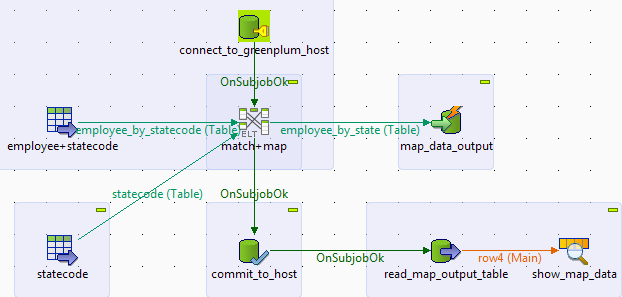 connect_to_greenplum_host
OnSubjobOk
employee_by_statecode (Table)
employee_by_state (Table)
ELT
employee+statecode
match+map
map_data_output
statecode (Table)
OnSubjobOk
statecode
commit_to_host
OnSubjobOk
read_map_output_table
row4 (Main)
show_map_data